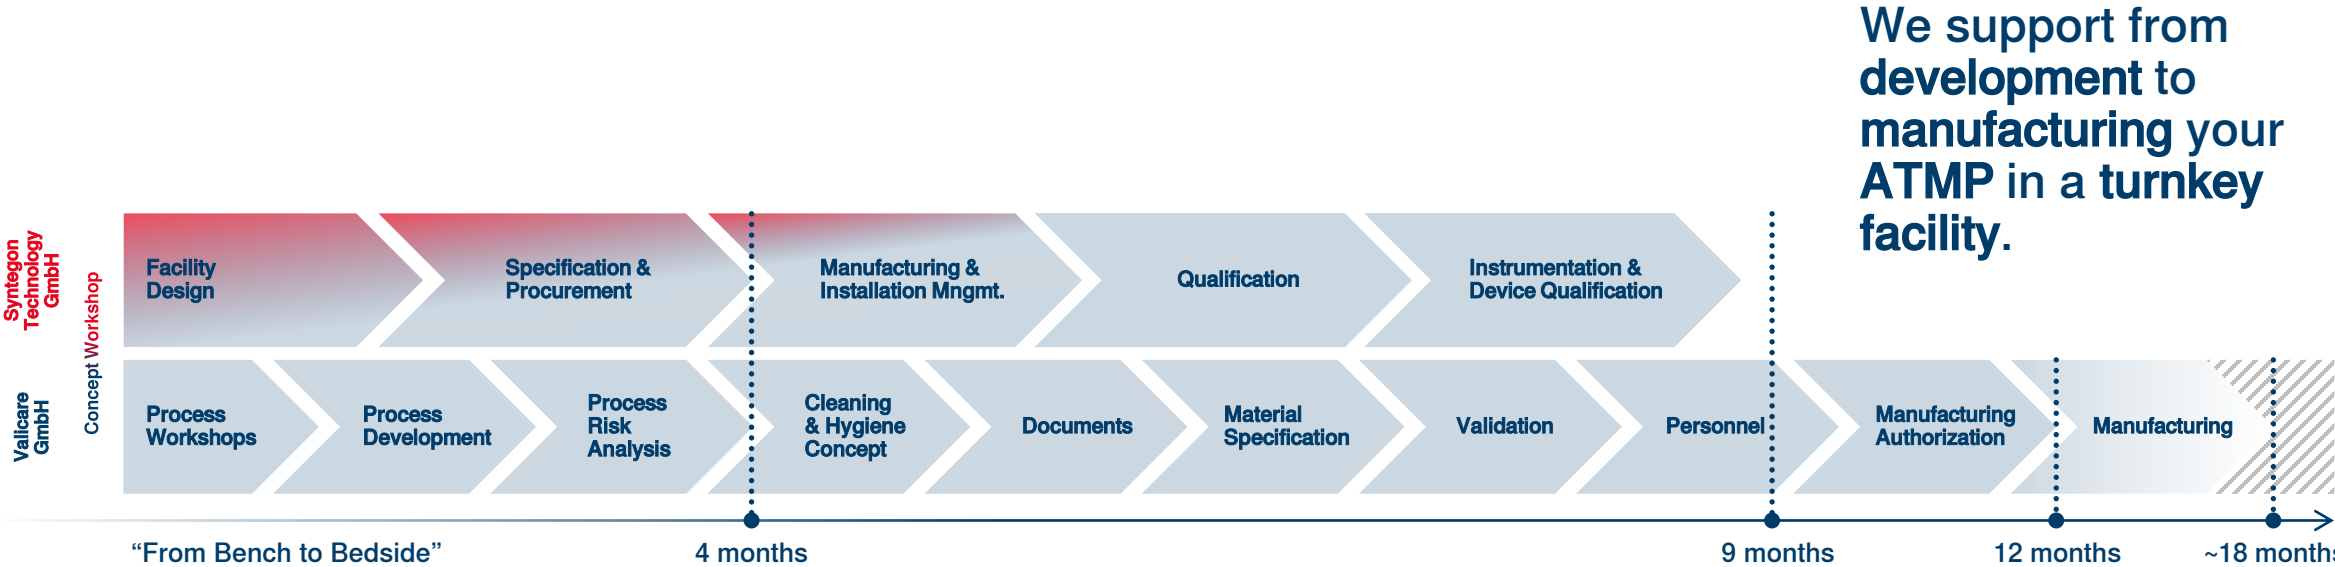 We support from
development to
manufacturing your
ATMP in a turnkey
facility.
Syntegon
Technology
GmbH
Concept Workshop
Valicare
GmbH
Facility
Design
Specification &
Procurement
Manufacturing &
Installation Mngmt.
Qualification
Instrumentation &
Device Qualification
Process
Workshops
Process
Development
Process
Risk
Analysis
Cleaning
& Hygiene
Concept
Documents
Material
Specification
Validation
Personnel
Manufacturing
Authorization
Manufacturing
“From Bench to Bedside”
4 months
9 months
12 months
~18 months